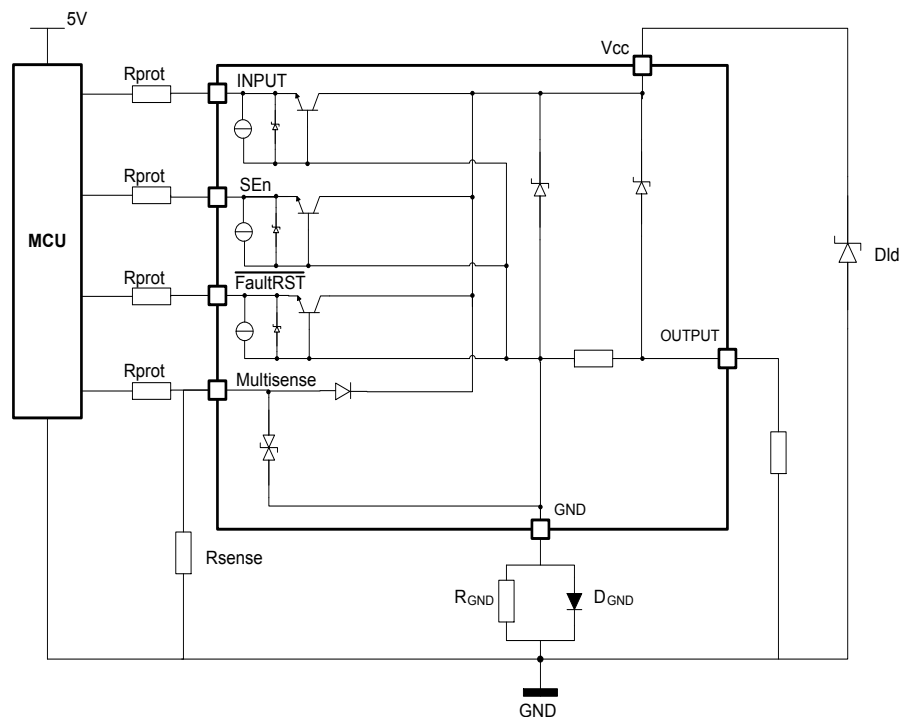 5V
Vcc
Rprot
INPUT
Rprot
SEn
MCU
Dld
Rprot
FaultRST
OUTPUT
Rprot
Multisense
GND
Rsense
RGND
DGND
GND